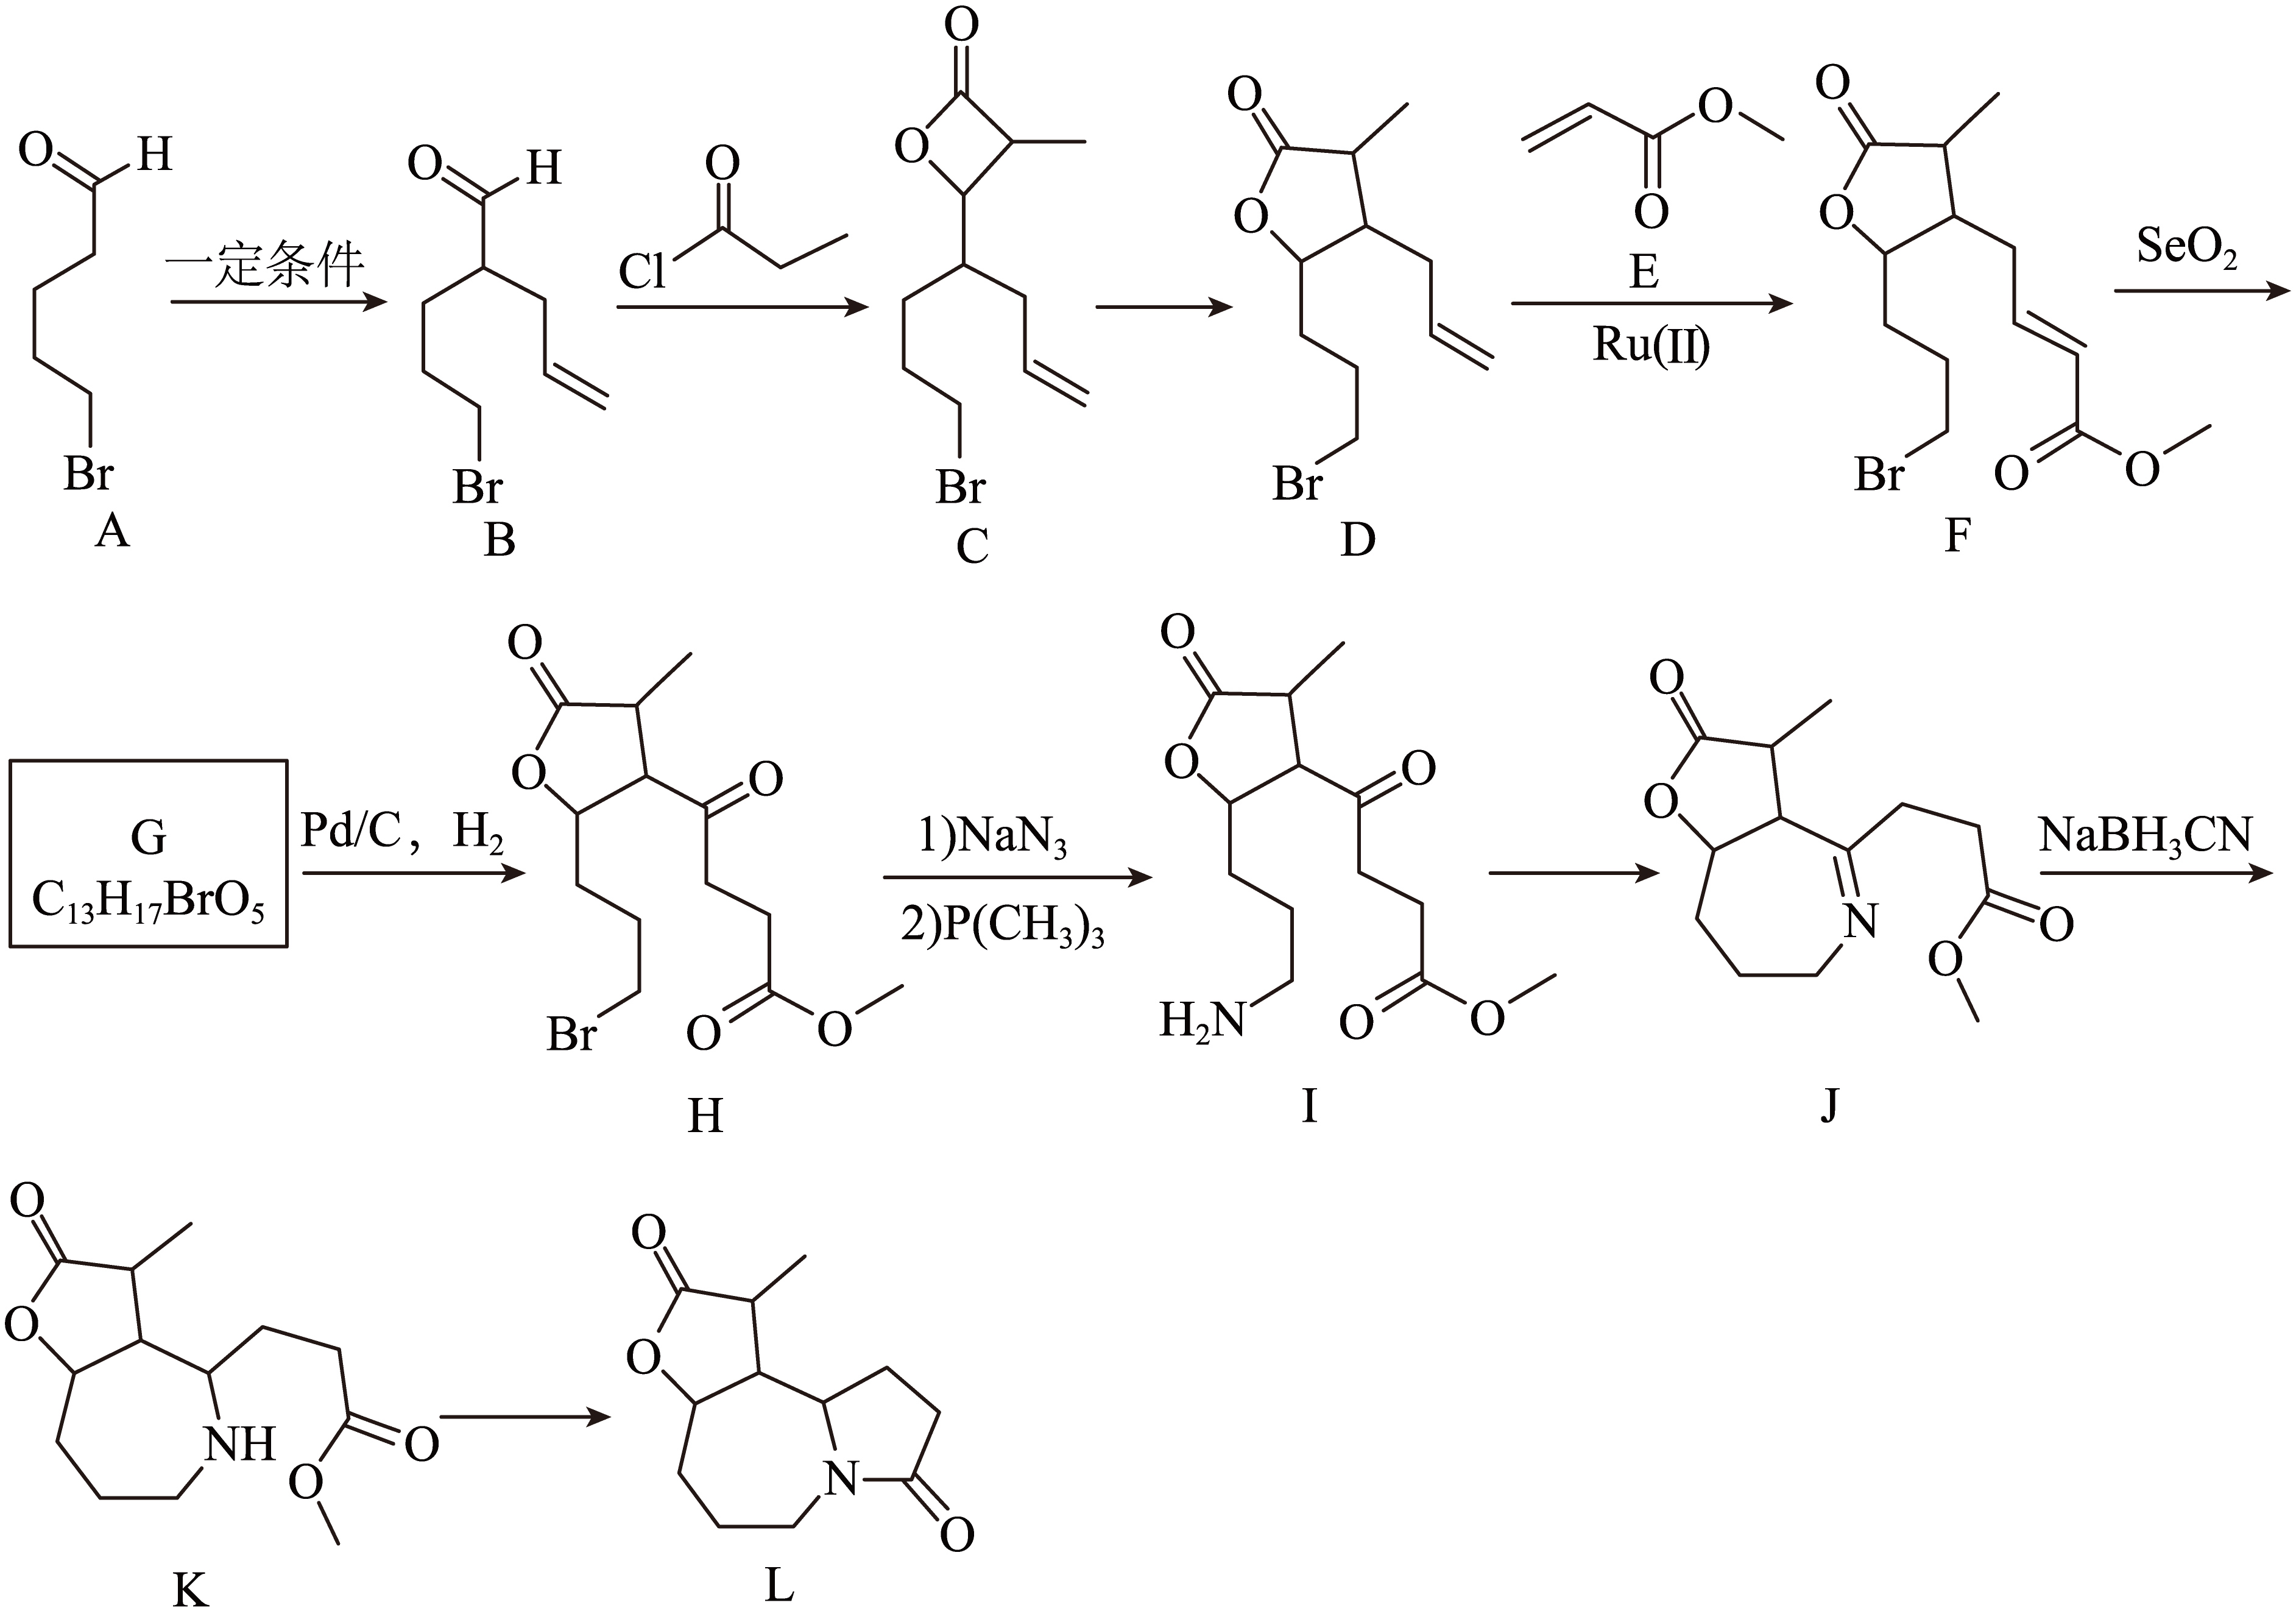 O H Br A
一定条件
O H Br B
O Cl
O O Br C
O O Br D
O O E
Ru(II)
O O Br O O F
SeO₂
G
C₁₃H₁₇BrO₅
Pd/C, H₂
O O O Br O O H
1)NaN₃
2)P(CH₃)₃
O O O H₂N O O I
O O N O O J
NaBH₃CN
O O NH O O K
O O N O L